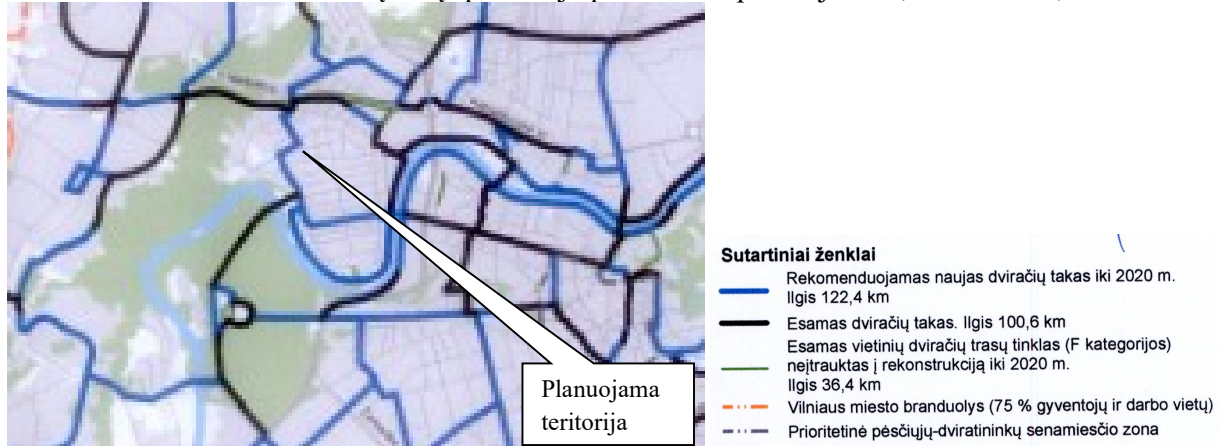 Planuojama
teritorija
Sutartiniai ženklai
Rekomenduojamas naujas dviračių takas iki 2020 m.
Ilgis 122,4 km
Esamas dviračių takas. Ilgis 100,6 km
Esamas vietinių dviračių trasų tinklas (F kategorijos)
neįtrauktas į rekonstrukciją iki 2020 m.
Ilgis 36,4 km
Vilniaus miesto branduolys (75 % gyventojų ir darbo vietų)
Prioritetinė pėsčiųjų-dviratininkų senamiesčio zona